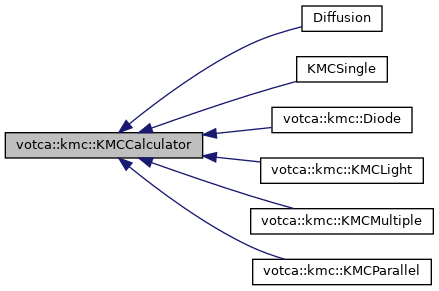 Diffusion
KMCSingle
votca::kmc::Diode
votca::kmc::KMCCalculator
votca::kmc::KMCLight
votca::kmc::KMCMultiple
votca::kmc::KMCParallel